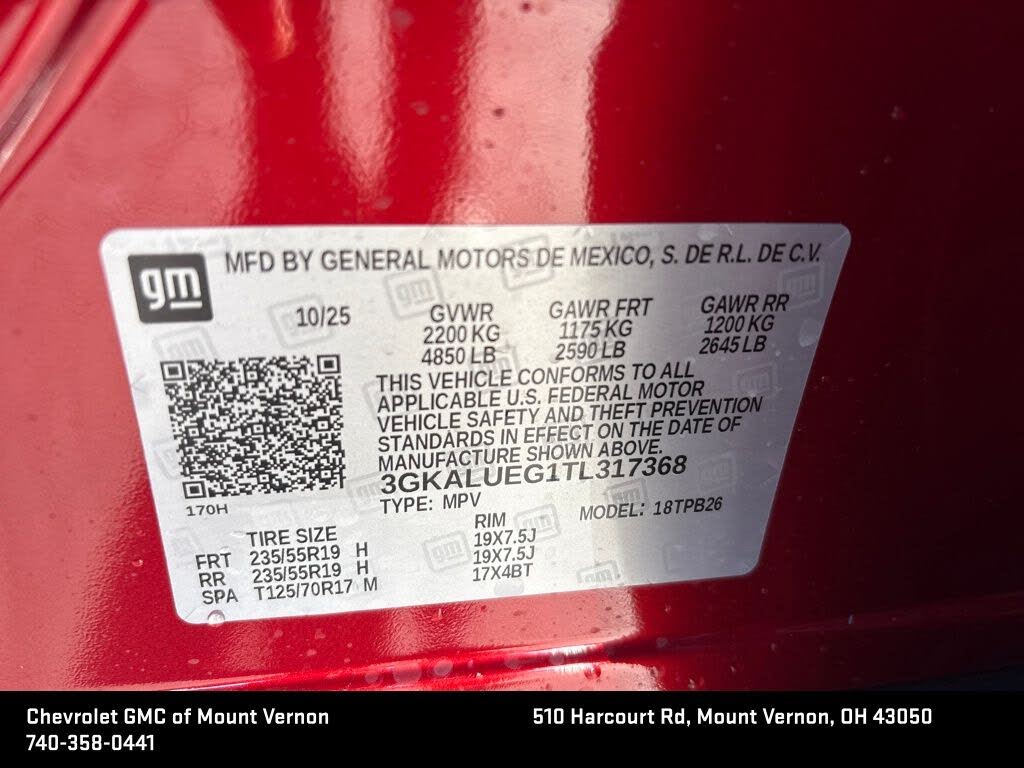 gm
MFD BY GENERAL MOTORS DE MEXICO, S. DE R.L. DE C.V.
10/25
GVWR GAWR FRT GAWR RR
2200 KG 1175 KG 1200 KG
4850 LB 2590 LB 2645 LB
THIS VEHICLE CONFORMS TO ALL
APPLICABLE U.S. FEDERAL MOTOR
VEHICLE SAFETY AND THEFT PREVENTION
STANDARDS IN EFFECT ON THE DATE OF
MANUFACTURE SHOWN ABOVE.
3GKALUEG1TL317368
170H
TYPE: MPV MODEL: 18TPB26
TIRE SIZE RIM
FRT 235/55R19 H 19X7.5J
RR 235/55R19 H 19X7.5J
SPA T125/70R17 M 17X4BT
Chevrolet GMC of Mount Vernon 510 Harcourt Rd, Mount Vernon, OH 43050
740-358-0441